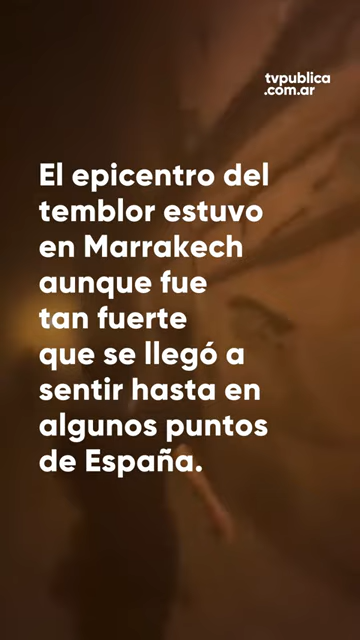 tvpublica
.com.ar
El epicentro del
temblor estuvo
en Marrakech
aunque fue
tan fuerte
que se llegó a
sentir hasta en
algunos puntos
de España.